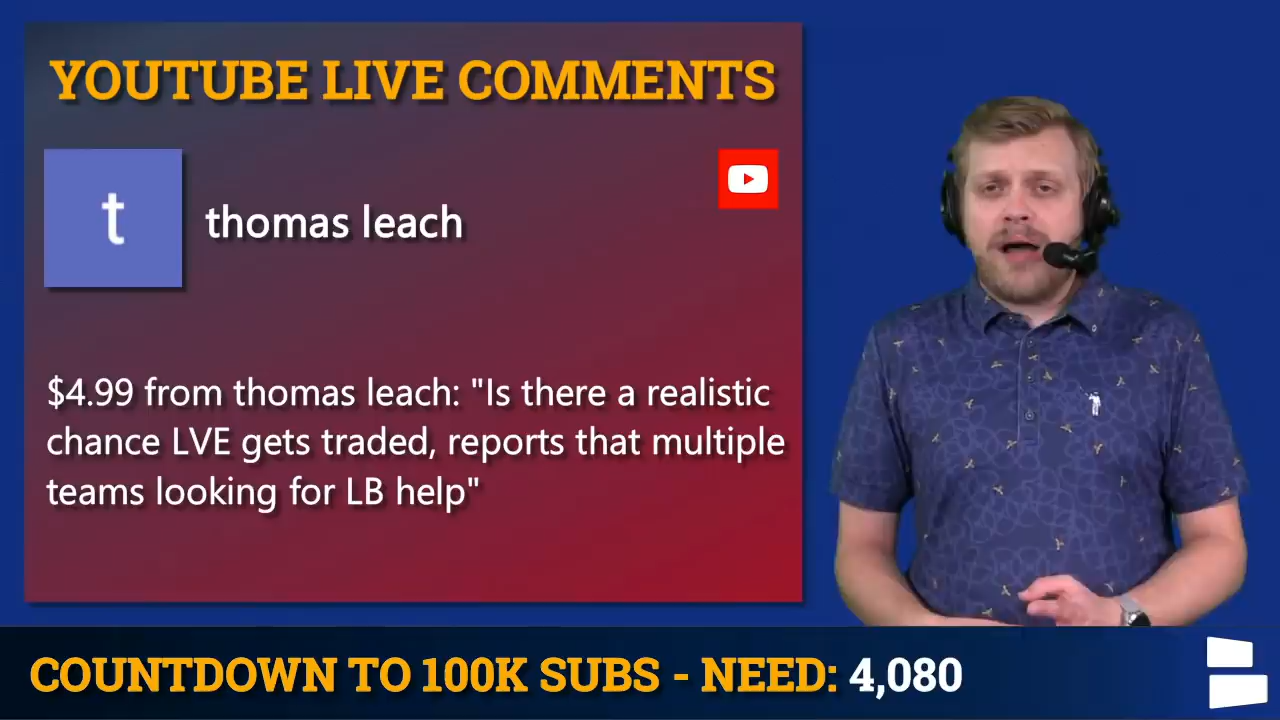 YOUTUBE LIVE COMMENTS
t
thomas leach
$4.99 from thomas leach: "Is there a realistic
chance LVE gets traded, reports that multiple
teams looking for LB help"
COUNTDOWN TO 100K SUBS - NEED: 4,080